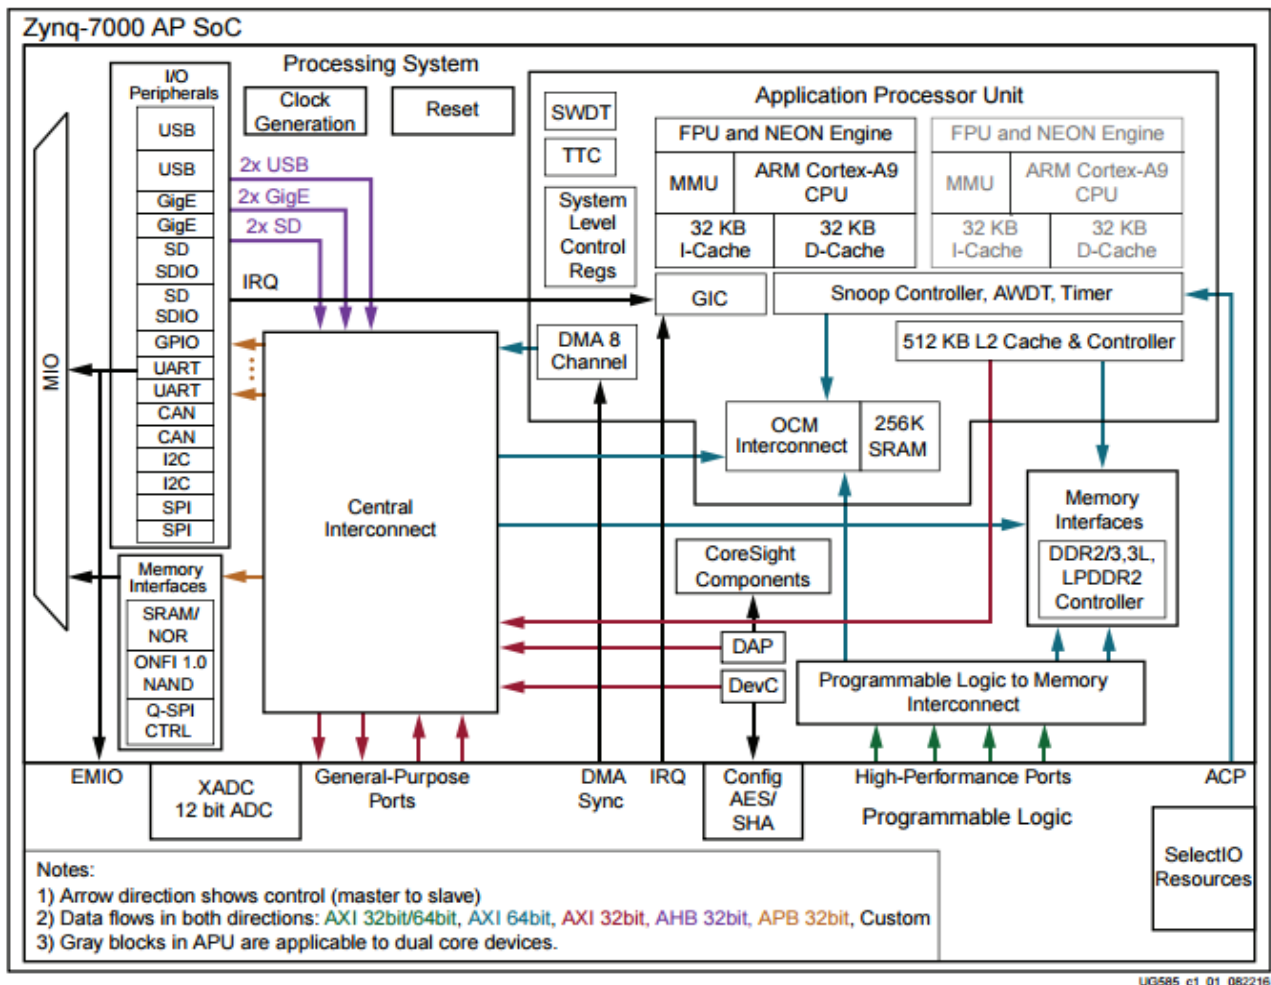 Zynq-7000 AP SoC
Processing System
I/O
Peripherals
USB
USB
GigE
GigE
SD
SDIO
SD
SDIO
GPIO
UART
UART
CAN
CAN
I2C
I2C
SPI
SPI
MIO
Clock
Generation
Reset
2x USB
2x GigE
2x SD
IRQ
Application Processor Unit
SWDT
TTC
System
Level
Control
Regs
FPU and NEON Engine
MMU
ARM Cortex-A9
CPU
32 KB
I-Cache
32 KB
D-Cache
FPU and NEON Engine
MMU
ARM Cortex-A9
CPU
32 KB
I-Cache
32 KB
D-Cache
GIC
Snoop Controller, AWDT, Timer
DMA 8
Channel
512 KB L2 Cache & Controller
OCM
Interconnect
256K
SRAM
Central
Interconnect
Memory
Interfaces
DDR2/3,3L,
LPDDR2
Controller
CoreSight
Components
DAP
DevC
Programmable Logic to Memory
Interconnect
Memory
Interfaces
SRAM/
NOR
ONFI 1.0
NAND
Q-SPI
CTRL
EMIO
XADC
12 bit ADC
General-Purpose
Ports
DMA
Sync
IRQ
Config
AES/
SHA
High-Performance Ports
ACP
Programmable Logic
SelectIO
Resources
Notes:
1) Arrow direction shows control (master to slave)
2) Data flows in both directions: AXI 32bit/64bit, AXI 64bit, AXI 32bit, AHB 32bit, APB 32bit, Custom
3) Gray blocks in APU are applicable to dual core devices.
UG585_c1_01_082216